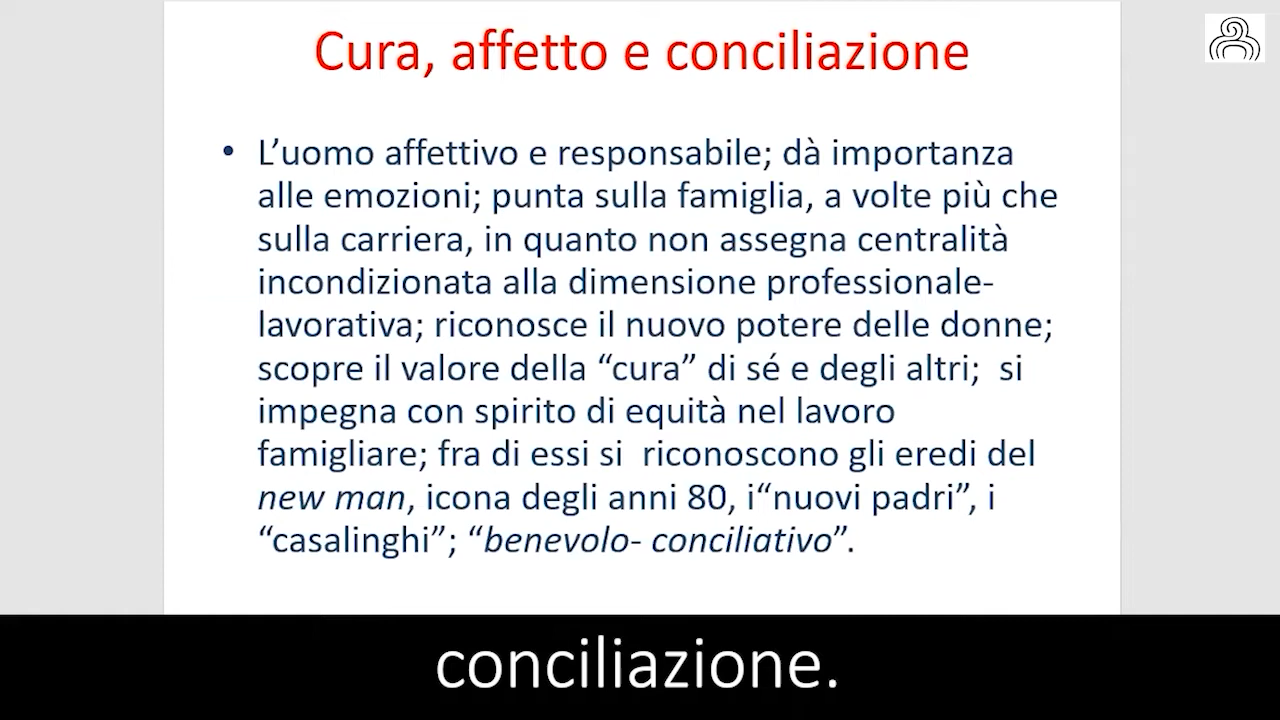 Cura, affetto e conciliazione
• L’uomo affettivo e responsabile; dà importanza
alle emozioni; punta sulla famiglia, a volte più che
sulla carriera, in quanto non assegna centralità
incondizionata alla dimensione professionale-
lavorativa; riconosce il nuovo potere delle donne;
scopre il valore della “cura” di sé e degli altri;  si
impegna con spirito di equità nel lavoro
famigliare; fra di essi si  riconoscono gli eredi del
new man, icona degli anni 80, i“nuovi padri”, i
“casalinghi”; “benevolo- conciliativo”.
conciliazione.